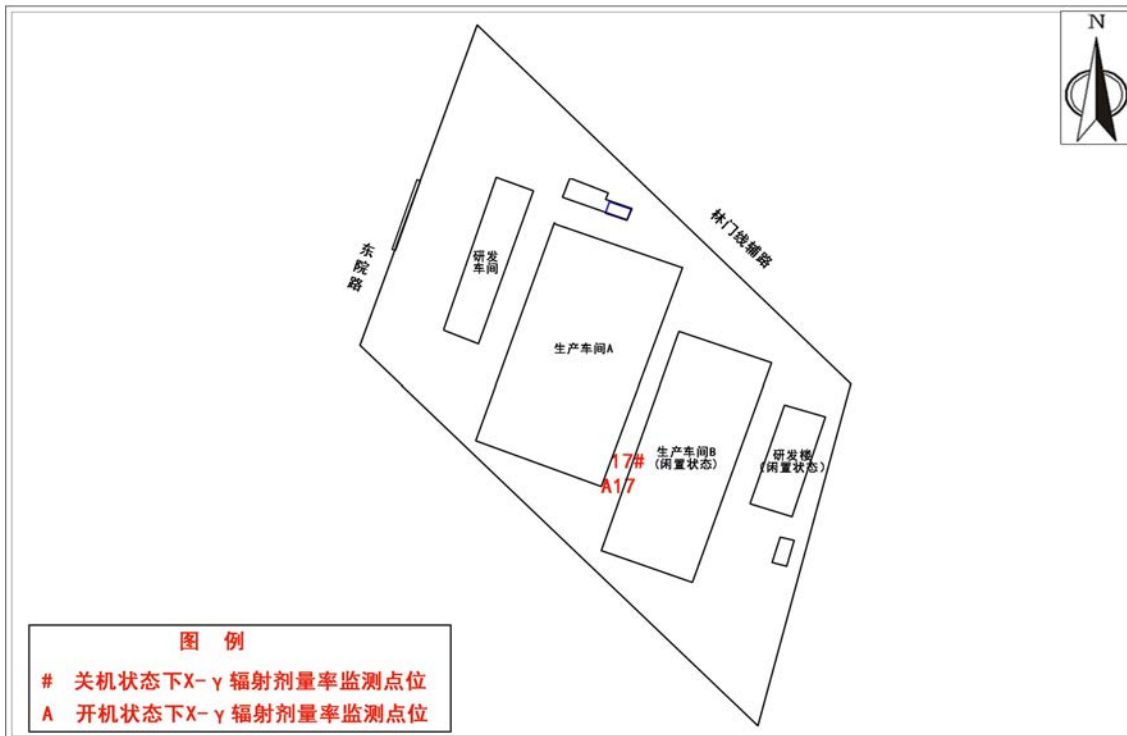 N
林门线辅路
东院路
研发
车间
生产车间A
生产车间B
(闲置状态)
研发楼
(闲置状态)
17#
A17
图 例
# 关机状态下X-γ辐射剂量率监测点位
A 开机状态下X-γ辐射剂量率监测点位